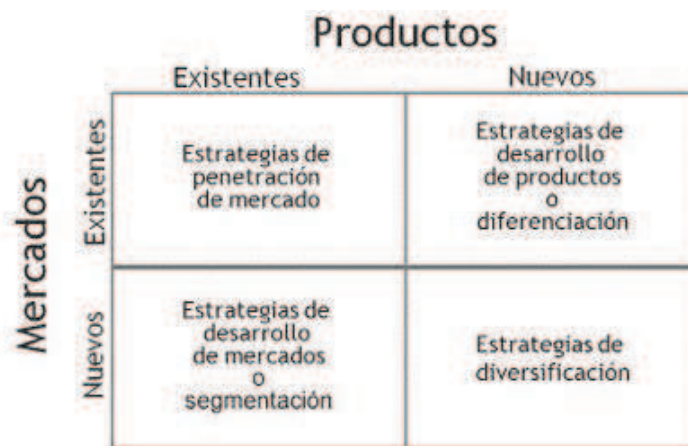 Productos
Existentes
Nuevos
Mercados
Existentes
Estrategias de
penetración
de mercado
Estrategias de
desarrollo
de productos
o
diferenciación
Nuevos
Estrategias de
desarrollo
de mercados
o
segmentación
Estrategias de
diversificación